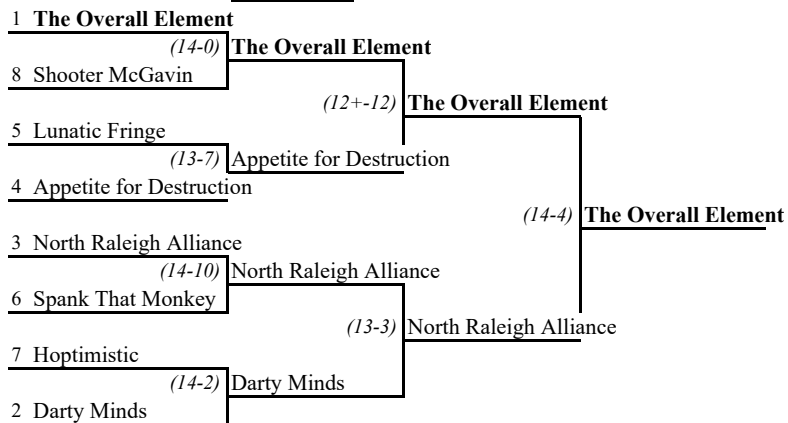 1 The Overall Element
(14-0) The Overall Element
8 Shooter McGavin
(12+-12) The Overall Element
5 Lunatic Fringe
(13-7) Appetite for Destruction
4 Appetite for Destruction
(14-4) The Overall Element
3 North Raleigh Alliance
(14-10) North Raleigh Alliance
6 Spank That Monkey
(13-3) North Raleigh Alliance
7 Hoptimistic
(14-2) Darty Minds
2 Darty Minds